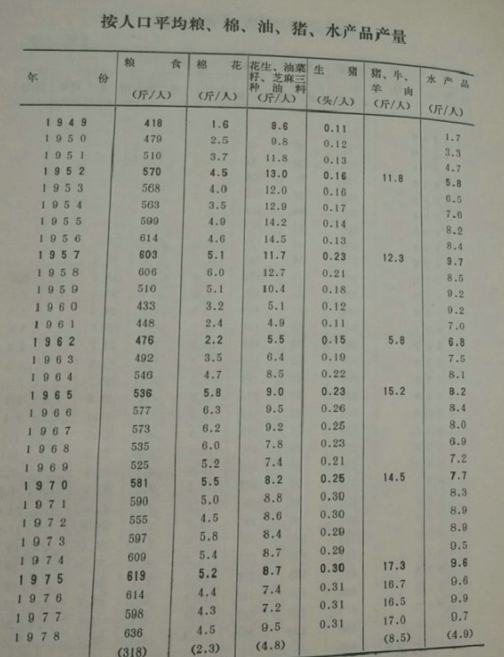 按人口平均粮、棉、油、猪、水产品产量
年 份 粮 食 (斤/人) 棉 花 (斤/人) 花生、油菜籽、芝麻三种油料 (斤/人) 生 猪 (头/人) 猪、牛、羊肉 (斤/人) 水产品 (斤/人)
1949 418 1.6 8.6 0.11 1.7
1950 479 2.5 9.8 0.12 3.3
1951 510 3.7 11.8 0.13 4.7
1952 570 4.5 13.0 0.16 11.8 5.8
1953 568 4.0 12.0 0.16 6.5
1954 563 3.5 12.9 0.17 7.6
1955 599 4.9 14.2 0.14 8.2
1956 614 4.6 14.5 0.13 8.4
1957 603 5.1 11.7 0.23 12.3 9.7
1958 606 6.0 12.7 0.21 8.5
1959 510 5.1 10.4 0.18 9.2
1960 433 3.2 5.1 0.12 9.2
1961 448 2.4 4.9 0.11 7.0
1962 476 2.2 5.5 0.15 5.8 6.8
1963 492 3.5 6.4 0.19 7.5
1964 546 4.7 8.5 0.22 8.1
1965 536 5.8 9.0 0.23 15.2 8.2
1966 577 6.3 9.5 0.26 8.4
1967 573 6.2 9.2 0.25 8.0
1968 535 6.0 7.8 0.23 6.9
1969 525 5.2 7.4 0.21 7.2
1970 581 5.5 8.2 0.25 14.5 7.7
1971 590 5.0 8.8 0.30 8.3
1972 555 4.5 8.6 0.30 8.9
1973 597 5.8 8.4 0.29 8.9
1974 609 5.4 8.7 0.29 9.5
1975 619 5.2 8.7 0.30 17.3 9.6
1976 614 4.4 7.4 0.31 16.7 9.6
1977 598 4.3 7.2 0.31 16.5 9.9
1978 636 4.5 9.5 0.31 17.0 9.7
(318) (2.3) (4.8) (8.5) (4.9)